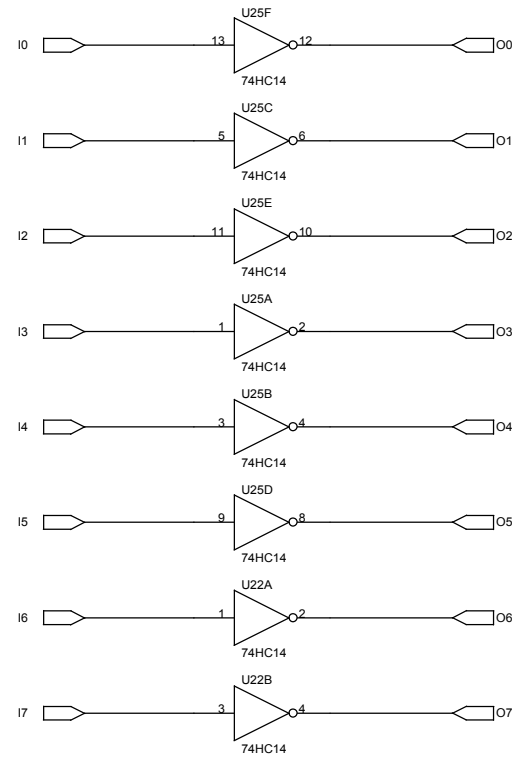 U25F
I0 13 12 O0
74HC14
U25C
I1 5 6 O1
74HC14
U25E
I2 11 10 O2
74HC14
U25A
I3 1 2 O3
74HC14
U25B
I4 3 4 O4
74HC14
U25D
I5 9 8 O5
74HC14
U22A
I6 1 2 O6
74HC14
U22B
I7 3 4 O7
74HC14